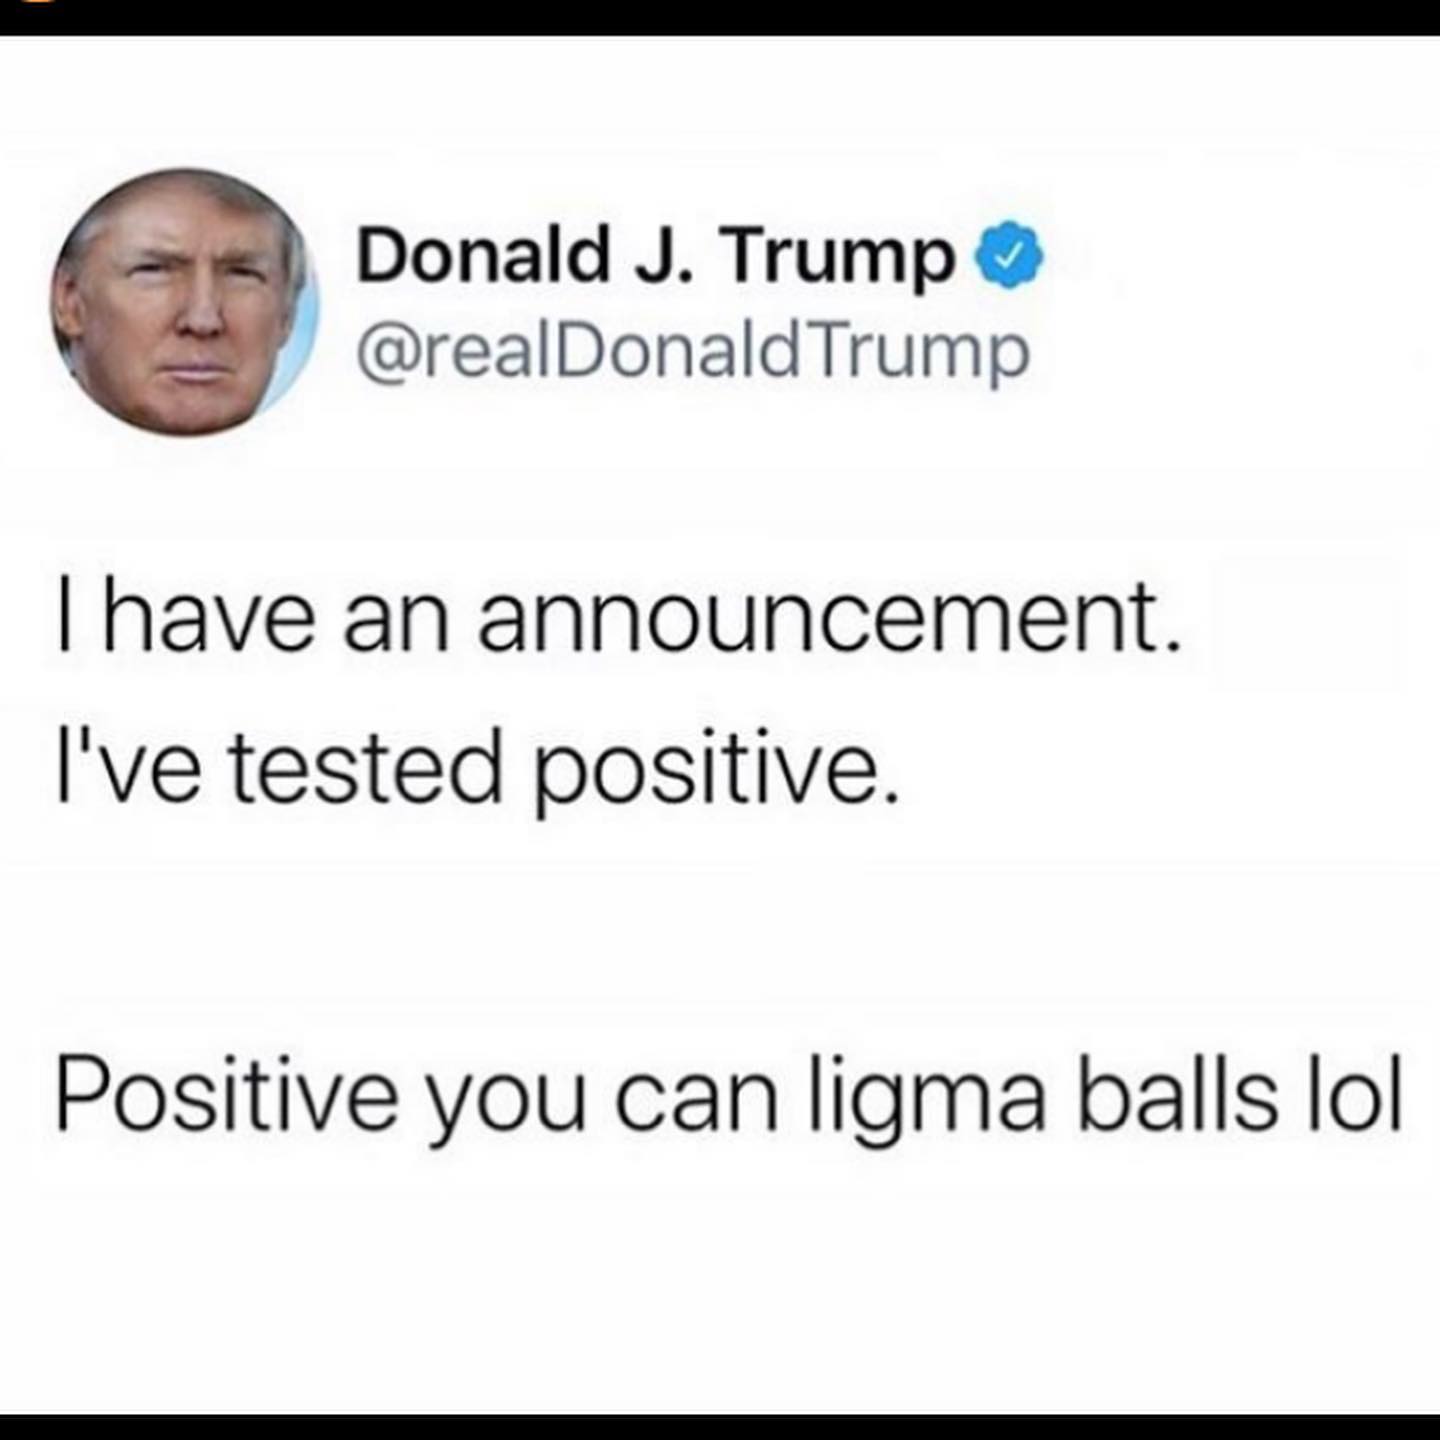 Donald J. Trump
@realDonaldTrump
I have an announcement.
I've tested positive.
Positive you can ligma balls lol